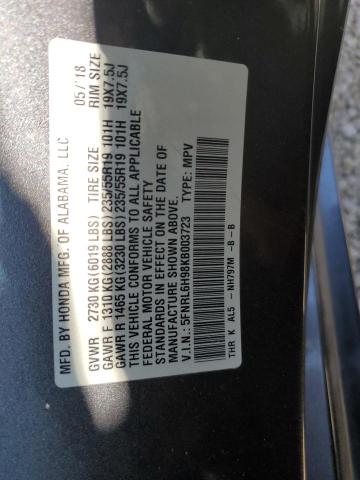 MFD. BY HONDA MFG. OF ALABAMA, LLC 05/'18
GVWR 2730 KG(6019 LBS) TIRE SIZE RIM SIZE
GAWR F 1310 KG (2888 LBS) 235/55R19 101H 19X7.5J
GAWR R 1465 KG(3230 LBS) 235/55R19 101H 19X7.5J
THIS VEHICLE CONFORMS TO ALL APPLICABLE
FEDERAL MOTOR VEHICLE SAFETY
STANDARDS IN EFFECT ON THE DATE OF
MANUFACTURE SHOWN ABOVE.
V.I.N.: 5FNRL6H98KB003723 TYPE: MPV
THR K AL5 - NH797M -B -B